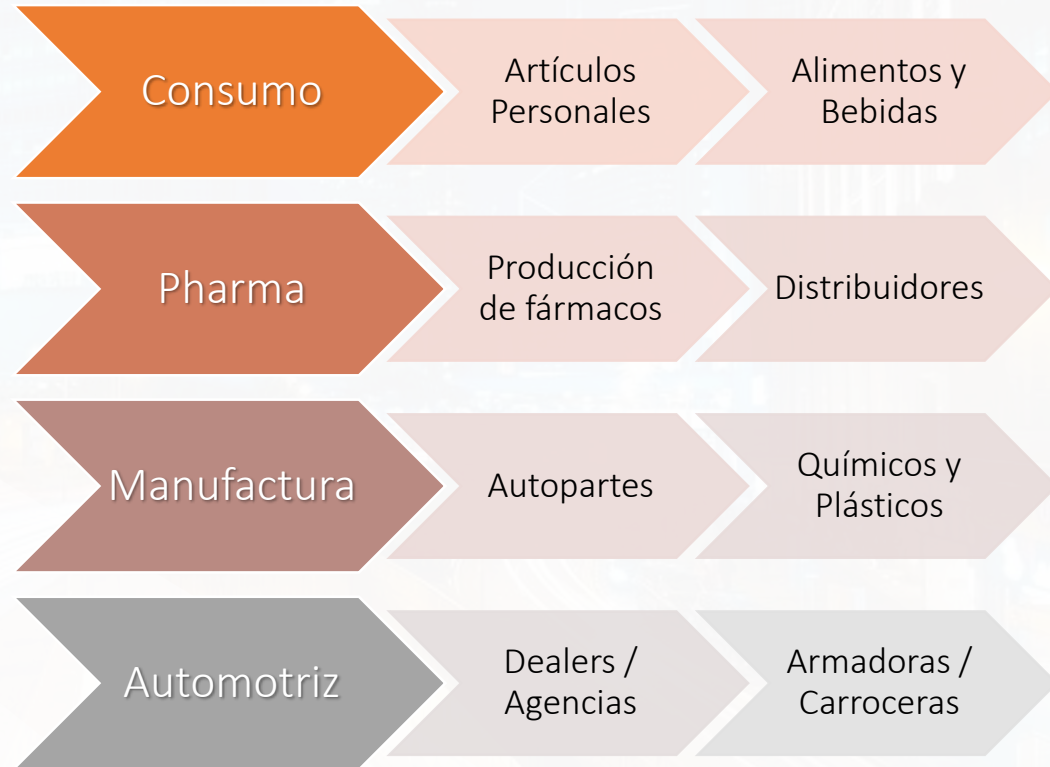 Consumo
Artículos
Personales
Alimentos y
Bebidas
Pharma
Producción
de fármacos
Distribuidores
Manufactura
Autopartes
Químicos y
Plásticos
Automotriz
Dealers /
Agencias
Armadoras /
Carroceras